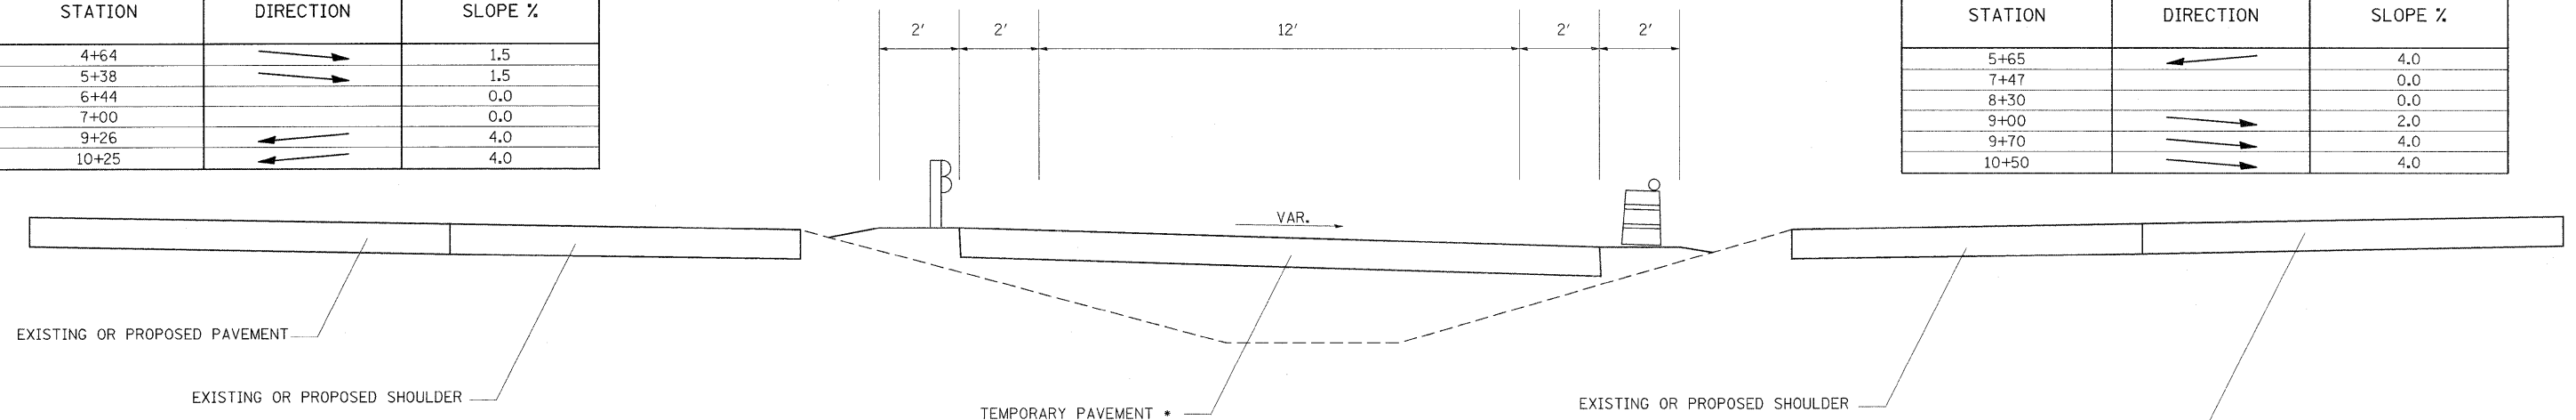 STATION DIRECTION SLOPE %
4+64 1.5
5+38 1.5
6+44 0.0
7+00 0.0
9+26 4.0
10+25 4.0
2' 2' 12' 2' 2'
STATION DIRECTION SLOPE %
5+65 4.0
7+47 0.0
8+30 0.0
9+00 2.0
9+70 4.0
10+50 4.0
VAR.
EXISTING OR PROPOSED PAVEMENT
EXISTING OR PROPOSED SHOULDER
TEMPORARY PAVEMENT *
EXISTING OR PROPOSED SHOULDER